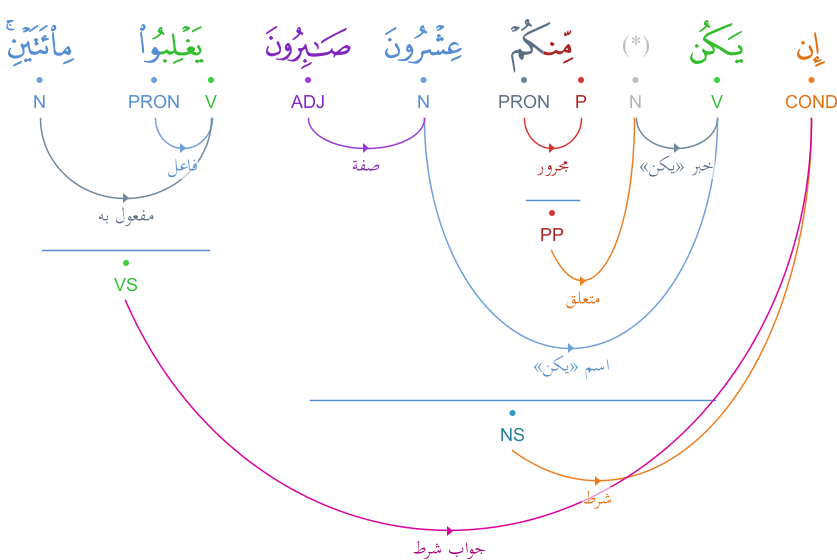 إِن يَكُن (*) مِّنكُمْ عِشْرُونَ صَـٰبِرُونَ يَغْلِبُوا۟ مِا۟ئَتَيْنِ ۚ
COND V N P PRON N ADJ V PRON N
خبر «يكن» مجرور صفة فاعل
مفعول به
PP
VS
متعلق
اسم «يكن»
NS
شرط
جواب شرط